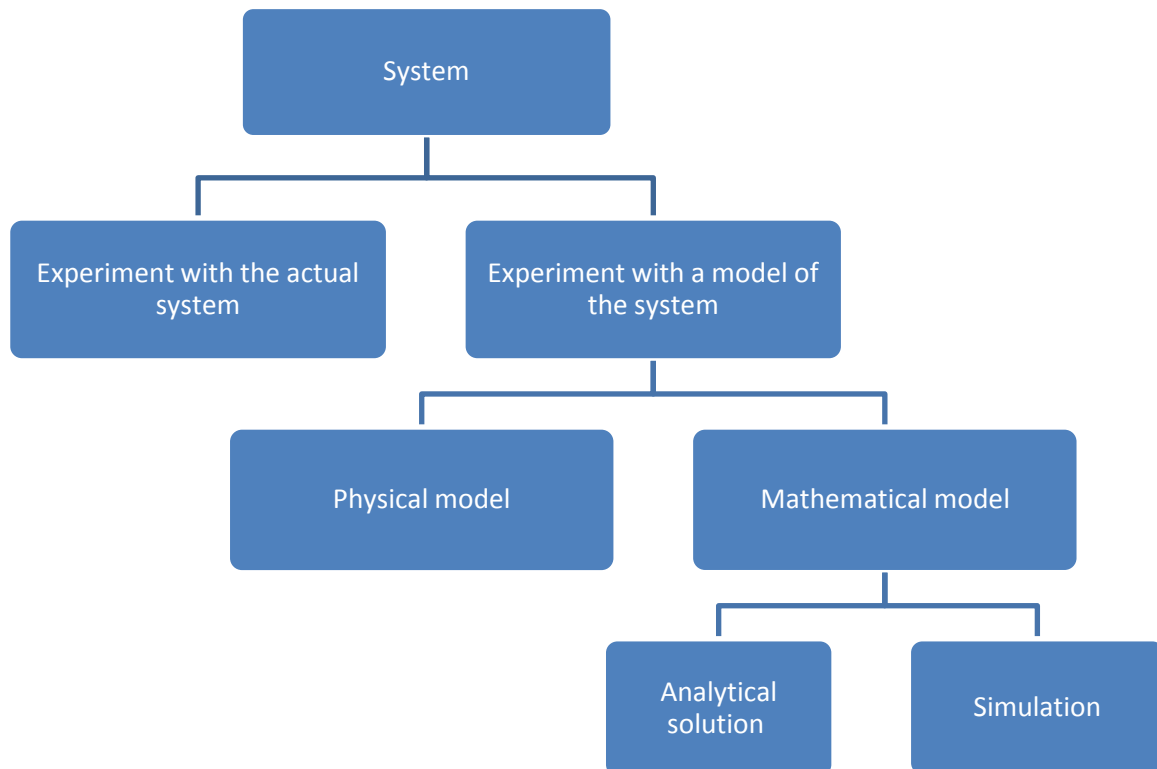 System
Experiment with the actual
system
Experiment with a model of
the system
Physical model
Mathematical model
Analytical
solution
Simulation